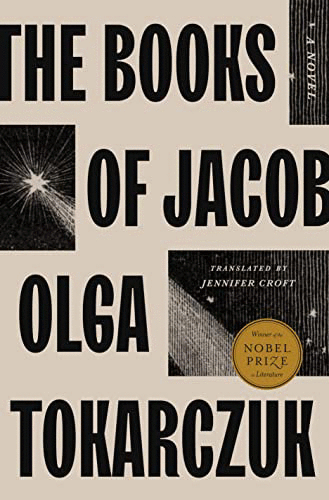 THE BOOKS
A NOVEL
OF JACOB
TRANSLATED BY
JENNIFER CROFT
OLGA
Winner of the
NOBEL
PRIZE
in Literature
TOKARCZUK